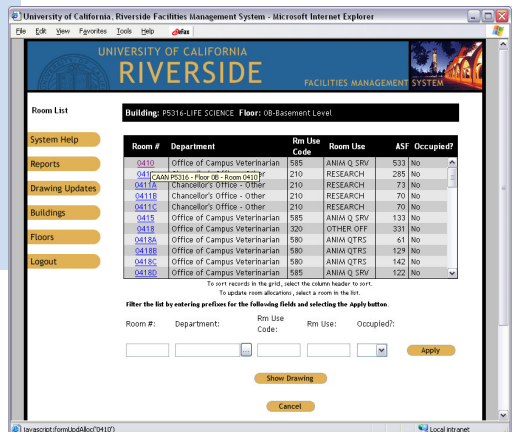 University of California, Riverside Facilities Management System - Microsoft Internet Explorer
File Edit View Favorites Tools Help eFax
UNIVERSITY OF CALIFORNIA
RIVERSIDE
FACILITIES MANAGEMENT SYSTEM
Room List
Building: P5316-LIFE SCIENCE Floor: 0B-Basement Level
System Help
Reports
Drawing Updates
Buildings
Floors
Logout
Room # Department Rm Use Code Room Use ASF Occupied?
0410 Office of Campus Veterinarian 585 ANIM Q SRV 533 No
041 Chancellor's Office - Other 210 RESEARCH 285 No
CAAN P5316 - Floor 0B - Room 0410
0411A Chancellor's Office - Other 210 RESEARCH 73 No
0411B Chancellor's Office - Other 210 RESEARCH 70 No
0411C Chancellor's Office - Other 210 RESEARCH 70 No
0415 Office of Campus Veterinarian 585 ANIM Q SRV 133 No
0418 Office of Campus Veterinarian 320 OTHER OFF 331 No
0418A Office of Campus Veterinarian 580 ANIM QTRS 61 No
0418B Office of Campus Veterinarian 580 ANIM QTRS 129 No
0418C Office of Campus Veterinarian 580 ANIM QTRS 142 No
0418D Office of Campus Veterinarian 585 ANIM Q SRV 122 No
To sort records in the grid, select the column header to sort.
To update room allocations, select a room in the list.
Filter the list by entering prefixes for the following fields and selecting the Apply button.
Room #: Department: Rm Use Code: Rm Use: Occupied?:
...
Apply
Show Drawing
Cancel
javascript:formUpdAlloc('0410')
Local intranet